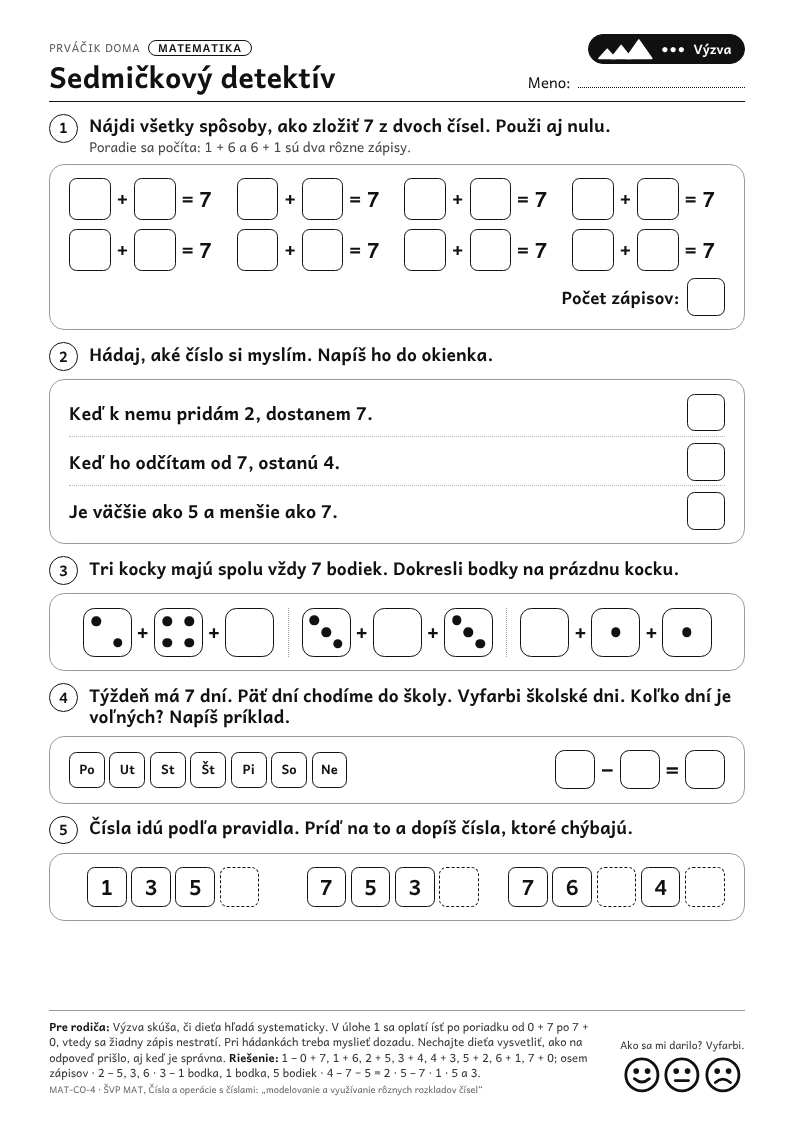 PRVÁČIK DOMA MATEMATIKA
Výzva
Sedmičkový detektív
Meno:
1 Nájdi všetky spôsoby, ako zložiť 7 z dvoch čísel. Použi aj nulu.
Poradie sa počíta: 1 + 6 a 6 + 1 sú dva rôzne zápisy.
+ = 7 + = 7 + = 7 + = 7
+ = 7 + = 7 + = 7 + = 7
Počet zápisov:
2 Hádaj, aké číslo si myslím. Napíš ho do okienka.
Keď k nemu pridám 2, dostanem 7.
Keď ho odčítam od 7, ostanú 4.
Je väčšie ako 5 a menšie ako 7.
3 Tri kocky majú spolu vždy 7 bodiek. Dokresli bodky na prázdnu kocku.
+ + + + + +
4 Týždeň má 7 dní. Päť dní chodíme do školy. Vyfarbi školské dni. Koľko dní je
voľných? Napíš príklad.
Po Ut St Št Pi So Ne – =
5 Čísla idú podľa pravidla. Príď na to a dopíš čísla, ktoré chýbajú.
1 3 5 7 5 3 7 6 4
Pre rodiča: Výzva skúša, či dieťa hľadá systematicky. V úlohe 1 sa oplatí ísť po poriadku od 0 + 7 po 7 +
0, vtedy sa žiadny zápis nestratí. Pri hádankách treba myslieť dozadu. Nechajte dieťa vysvetliť, ako na
odpoveď prišlo, aj keď je správna. Riešenie: 1 – 0 + 7, 1 + 6, 2 + 5, 3 + 4, 4 + 3, 5 + 2, 6 + 1, 7 + 0; osem
zápisov · 2 – 5, 3, 6 · 3 – 1 bodka, 1 bodka, 5 bodiek · 4 – 7 – 5 = 2 · 5 – 7 · 1 · 5 a 3.
MAT-CO-4 · ŠVP MAT, Čísla a operácie s číslami: „modelovanie a využívanie rôznych rozkladov čísel“
Ako sa mi darilo? Vyfarbi.